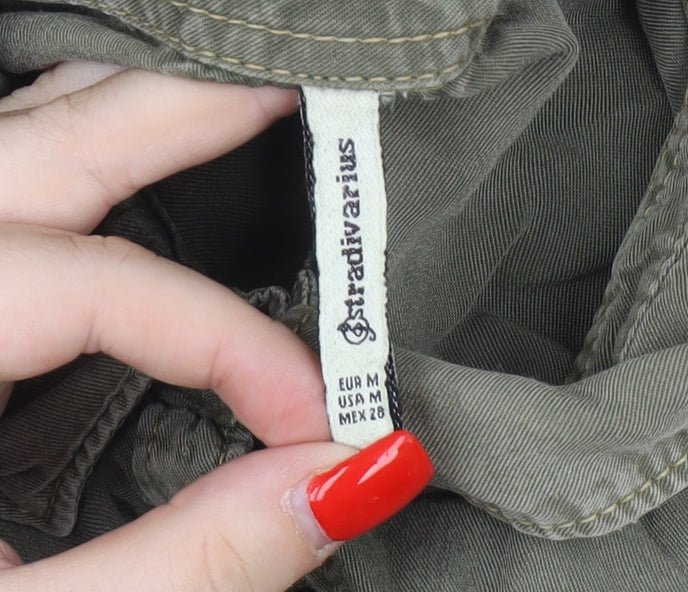 stradivarius
EUR M
USA M
MEX 28